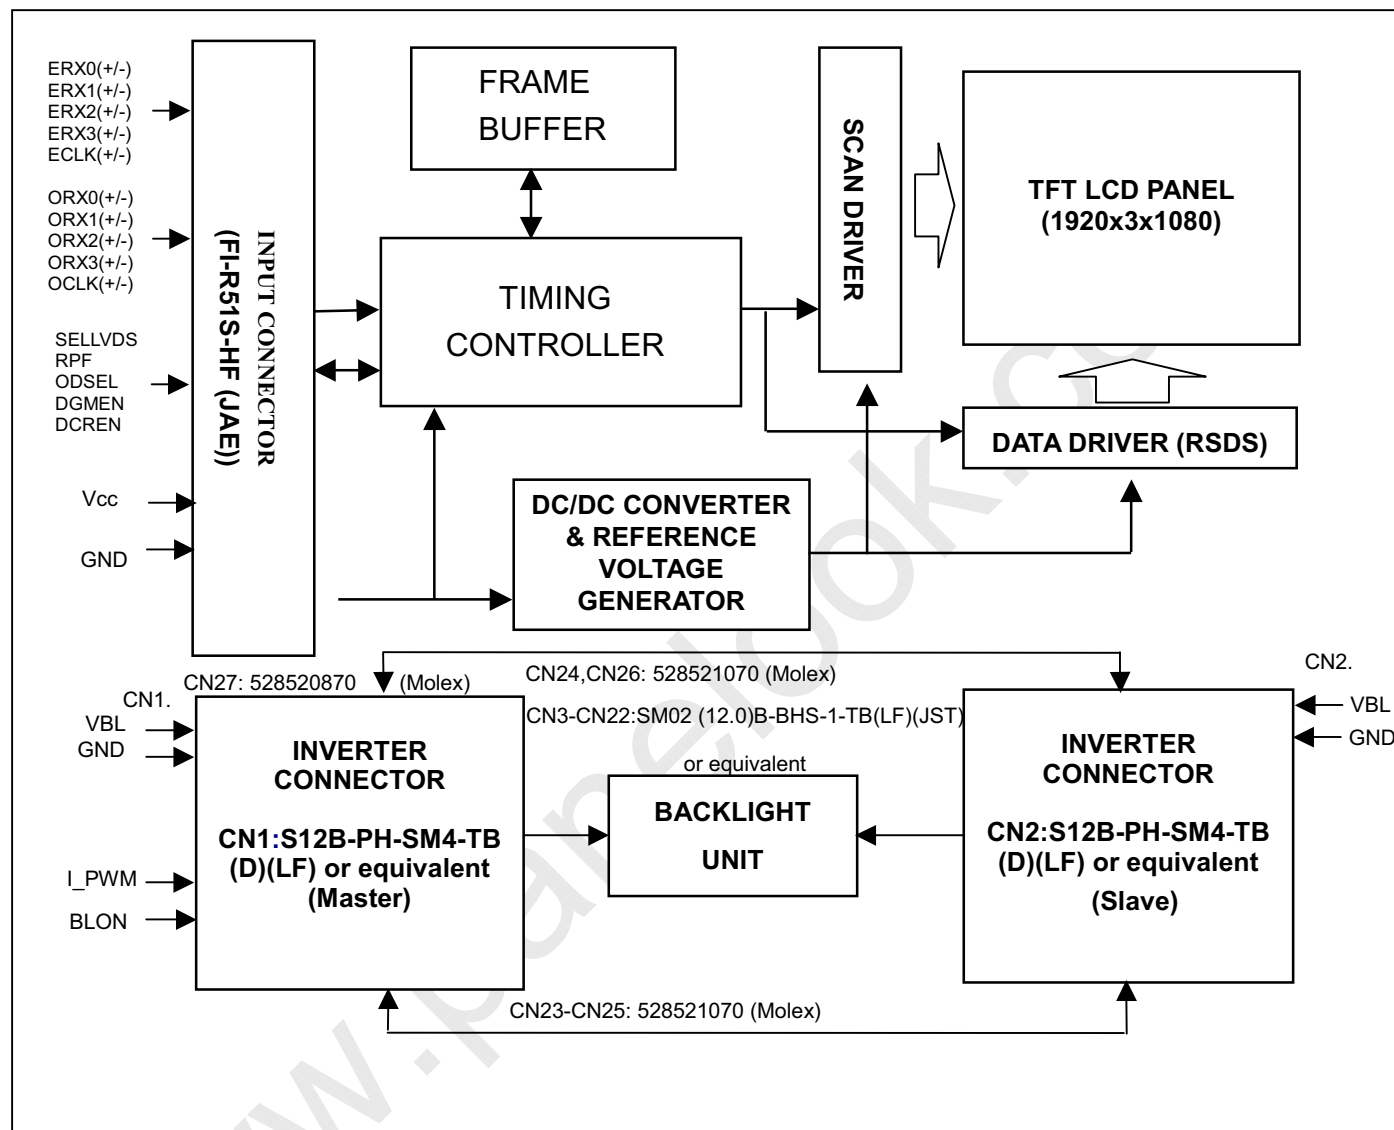 ERX0(+/-)
ERX1(+/-)
ERX2(+/-)
ERX3(+/-)
ECLK(+/-)
ORX0(+/-)
ORX1(+/-)
ORX2(+/-)
ORX3(+/-)
OCLK(+/-)
SELLVDS
RPF
ODSEL
DGMEN
DCREN
Vcc
GND
INPUT CONNECTOR
(FI-R51S-HF (JAE))
FRAME
BUFFER
TIMING
CONTROLLER
SCAN DRIVER
TFT LCD PANEL
(1920x3x1080)
DATA DRIVER (RSDS)
DC/DC CONVERTER
& REFERENCE
VOLTAGE
GENERATOR
CN27: 528520870 (Molex)
CN24,CN26: 528521070 (Molex)
CN3-CN22:SM02 (12.0)B-BHS-1-TB(LF)(JST)
or equivalent
CN1.
VBL
GND
I_PWM
BLON
INVERTER
CONNECTOR
CN1:S12B-PH-SM4-TB
(D)(LF) or equivalent
(Master)
BACKLIGHT
UNIT
INVERTER
CONNECTOR
CN2:S12B-PH-SM4-TB
(D)(LF) or equivalent
(Slave)
CN2.
VBL
GND
CN23-CN25: 528521070 (Molex)